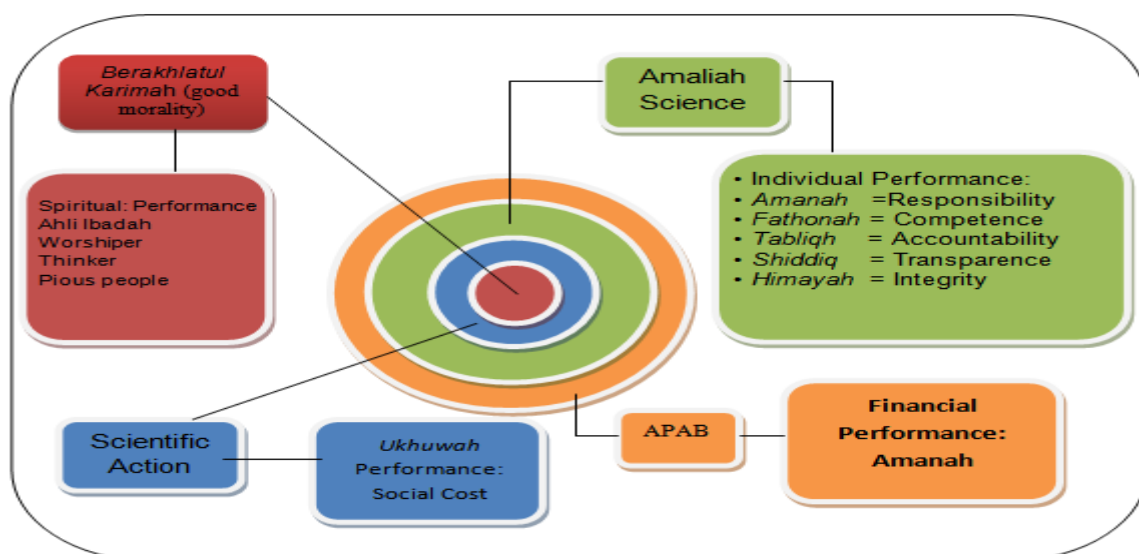 Berakhlatul
Karimah (good
morality)
Amaliah
Science
Spiritual: Performance
Ahli Ibadah
Worshiper
Thinker
Pious people
• Individual Performance:
• Amanah =Responsibility
• Fathonah = Competence
• Tabliqh = Accountability
• Shiddiq = Transparence
• Himayah = Integrity
Scientific
Action
Ukhuwah
Performance:
Social Cost
APAB
Financial
Performance:
Amanah